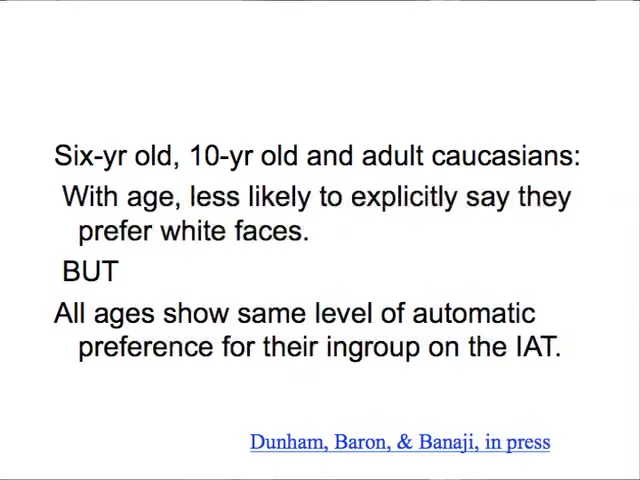 Six-yr old, 10-yr old and adult caucasians:
With age, less likely to explicitly say they
prefer white faces.
BUT
All ages show same level of automatic
preference for their ingroup on the IAT.
Dunham, Baron, & Banaji, in press